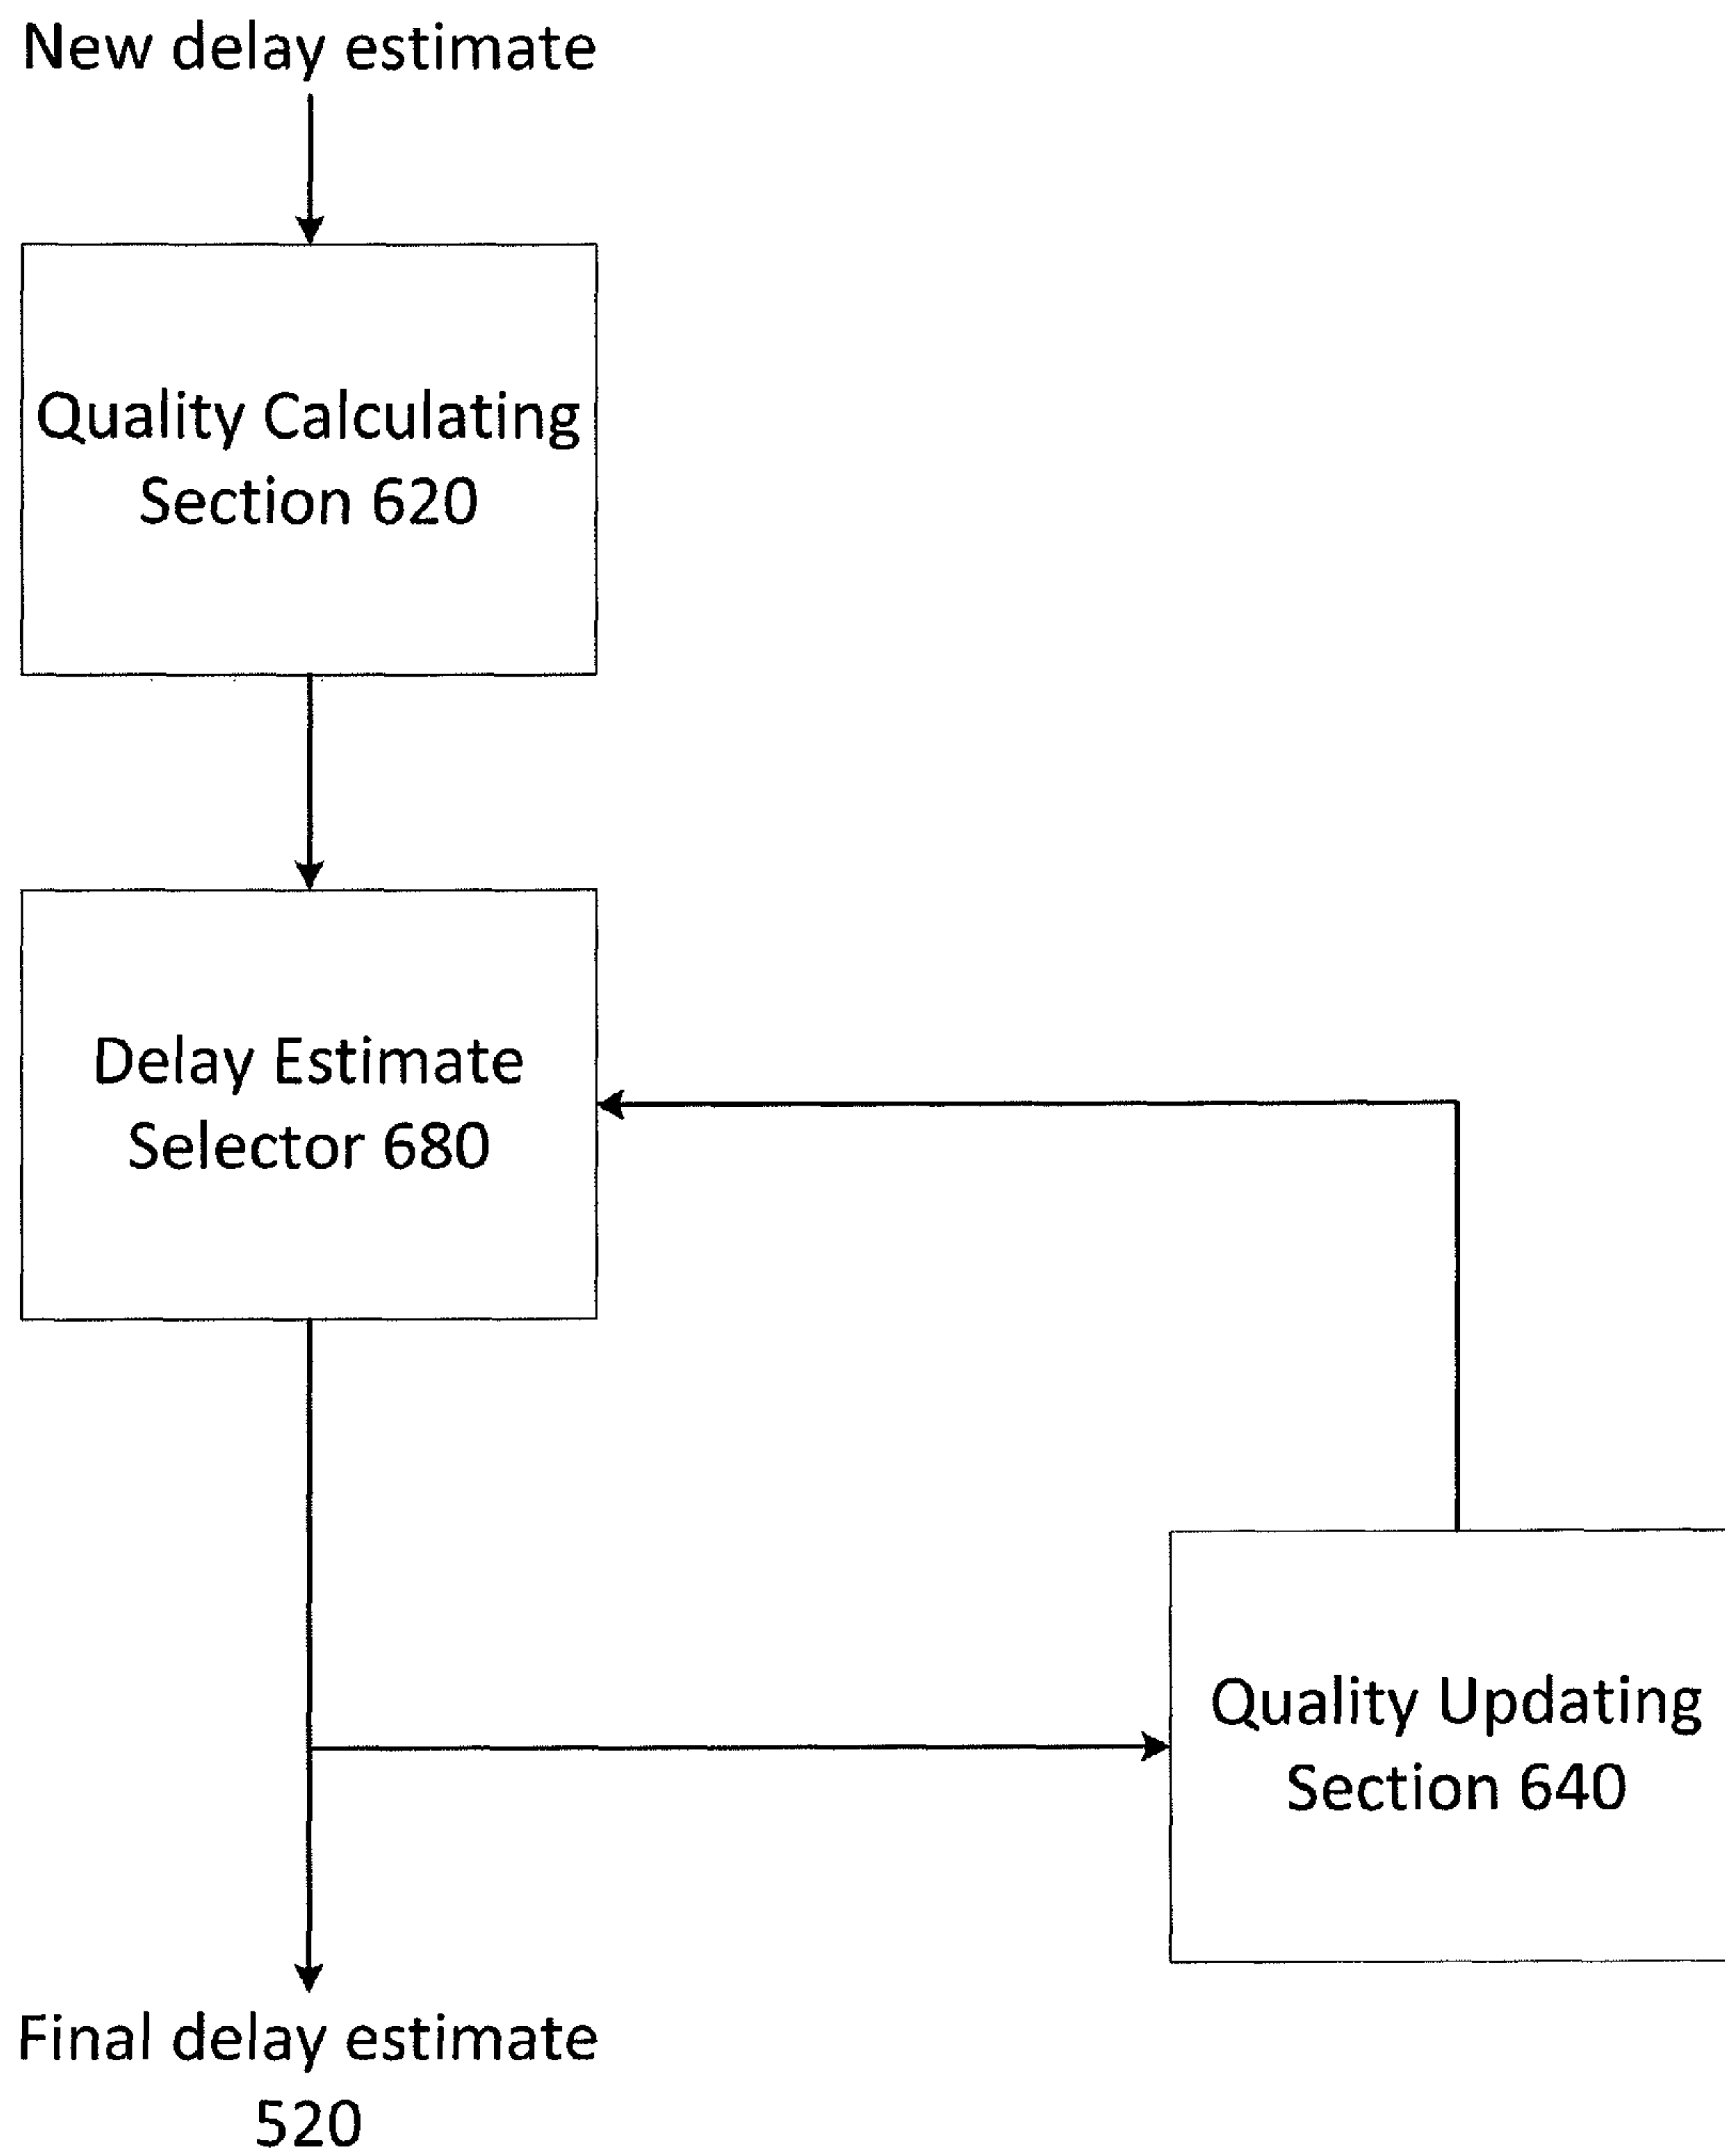 New delay estimate
Quality Calculating
Section 620
Delay Estimate
Selector 680
Quality Updating
Section 640
Final delay estimate
520